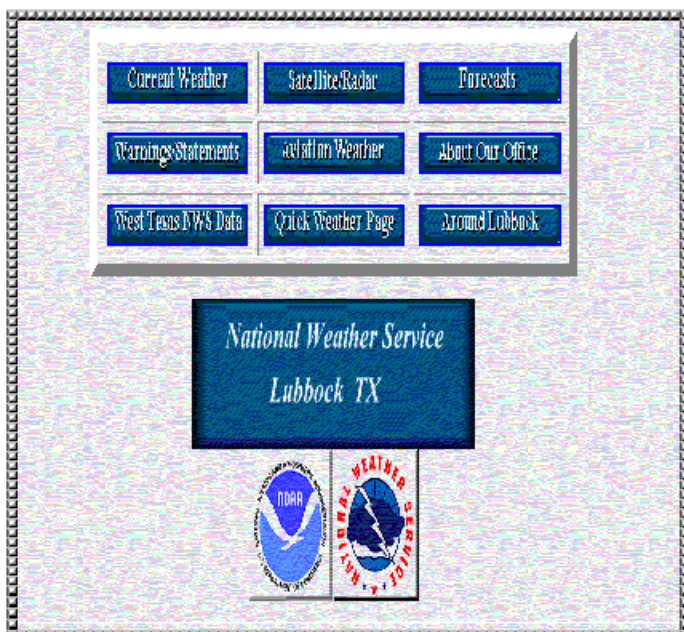 Current Weather
Satellite/Radar
Forecasts
Warnings/Statements
Aviation Weather
About Our Office
West Texas NWS Data
Quick Weather Page
Around Lubbock
National Weather Service
Lubbock TX
NOAA
NATIONAL WEATHER SERVICE